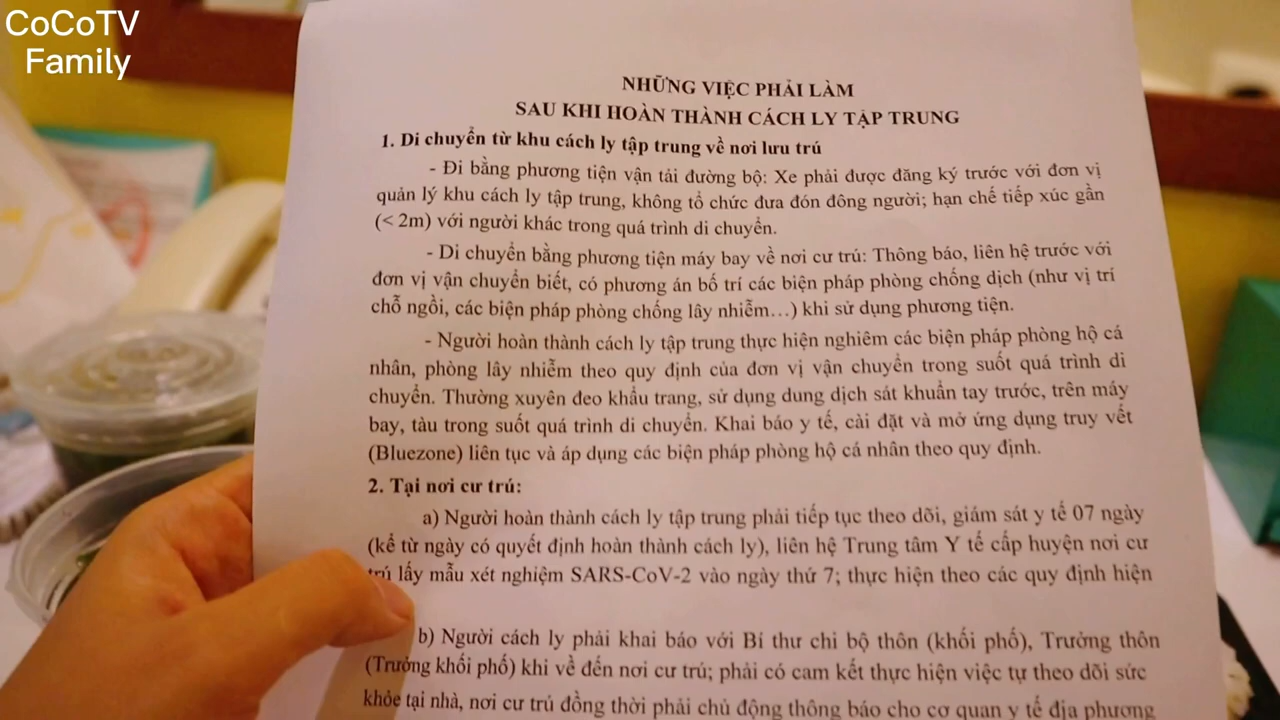 CoCoTV
Family
NHỮNG VIỆC PHẢI LÀM
SAU KHI HOÀN THÀNH CÁCH LY TẬP TRUNG
1. Di chuyển từ khu cách ly tập trung về nơi lưu trú
- Đi bằng phương tiện vận tải đường bộ: Xe phải được đăng ký trước với đơn vị
quản lý khu cách ly tập trung, không tổ chức đưa đón đông người; hạn chế tiếp xúc gần
(< 2m) với người khác trong quá trình di chuyển.
- Di chuyển bằng phương tiện máy bay về nơi cư trú: Thông báo, liên hệ trước với
đơn vị vận chuyển biết, có phương án bố trí các biện pháp phòng chống dịch (như vị trí
chỗ ngồi, các biện pháp phòng chống lây nhiễm…) khi sử dụng phương tiện.
- Người hoàn thành cách ly tập trung thực hiện nghiêm các biện pháp phòng hộ cá
nhân, phòng lây nhiễm theo quy định của đơn vị vận chuyển trong suốt quá trình di
chuyển. Thường xuyên đeo khẩu trang, sử dụng dung dịch sát khuẩn tay trước, trên máy
bay, tàu trong suốt quá trình di chuyển. Khai báo y tế, cài đặt và mở ứng dụng truy vết
(Bluezone) liên tục và áp dụng các biện pháp phòng hộ cá nhân theo quy định.
2. Tại nơi cư trú:
a) Người hoàn thành cách ly tập trung phải tiếp tục theo dõi, giám sát y tế 07 ngày
(kể từ ngày có quyết định hoàn thành cách ly), liên hệ Trung tâm Y tế cấp huyện nơi cư
trú lấy mẫu xét nghiệm SARS-CoV-2 vào ngày thứ 7; thực hiện theo các quy định hiện
b) Người cách ly phải khai báo với Bí thư chi bộ thôn (khối phố), Trưởng thôn
(Trưởng khối phố) khi về đến nơi cư trú; phải có cam kết thực hiện việc tự theo dõi sức
khỏe tại nhà, nơi cư trú đồng thời phải chủ động thông báo cho cơ quan y tế địa phương